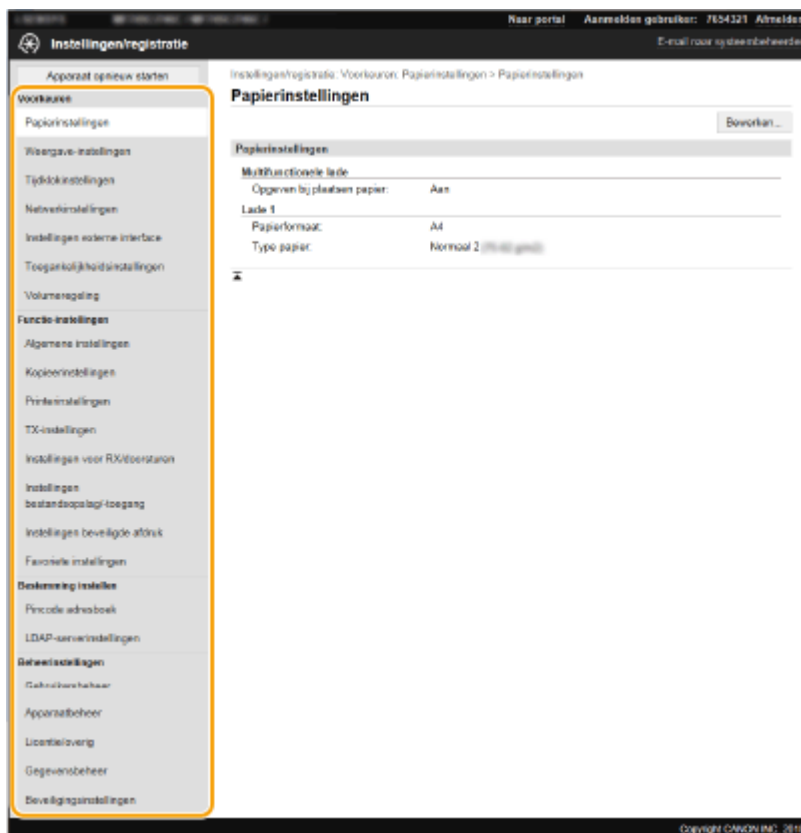 Naar portal Aanmelden gebruiker: 7654321 Afmelden
Instellingen/registratie
E-mail naar systeembeheerder
Apparaat opnieuw starten
Voorkeuren
Papierinstellingen
Weergave-instellingen
Tijdklokinstellingen
Netwerkinstellingen
Instellingen externe interface
Toegankelijkheidsinstellingen
Volumeregeling
Functie-instellingen
Algemene instellingen
Kopieerinstellingen
Printerinstellingen
TX-instellingen
Instellingen voor RX/doorsturen
Instellingen
bestandsopslag/-toegang
Instellingen beveiligde afdruk
Favoriete instellingen
Bestemming instellen
Pincode adresboek
LDAP-serverinstellingen
Beheerinstellingen
Gebruikersbeheer
Apparaatbeheer
Licentie/overig
Gegevensbeheer
Beveiligingsinstellingen
Instellingen/registratie: Voorkeuren: Papierinstellingen > Papierinstellingen
Papierinstellingen
Bewerken...
Papierinstellingen
Multifunctionele lade
Opgeven bij plaatsen papier: Aan
Lade 1
Papierformaat: A4
Type papier: Normaal 2
Copyright CANON INC. 201